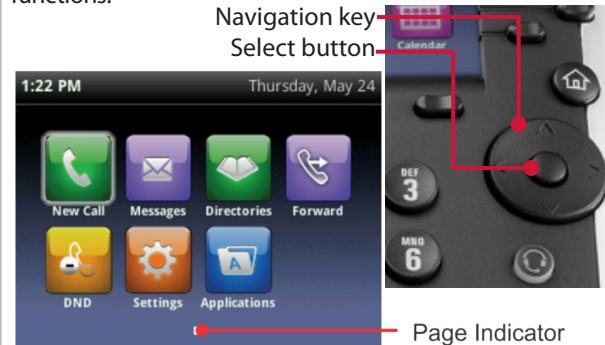 functions.
Navigation key
Select button
Calendar
1:22 PM Thursday, May 24
New Call Messages Directories Forward
DND Settings Applications
A
DEF
3
MNO
6
Page Indicator